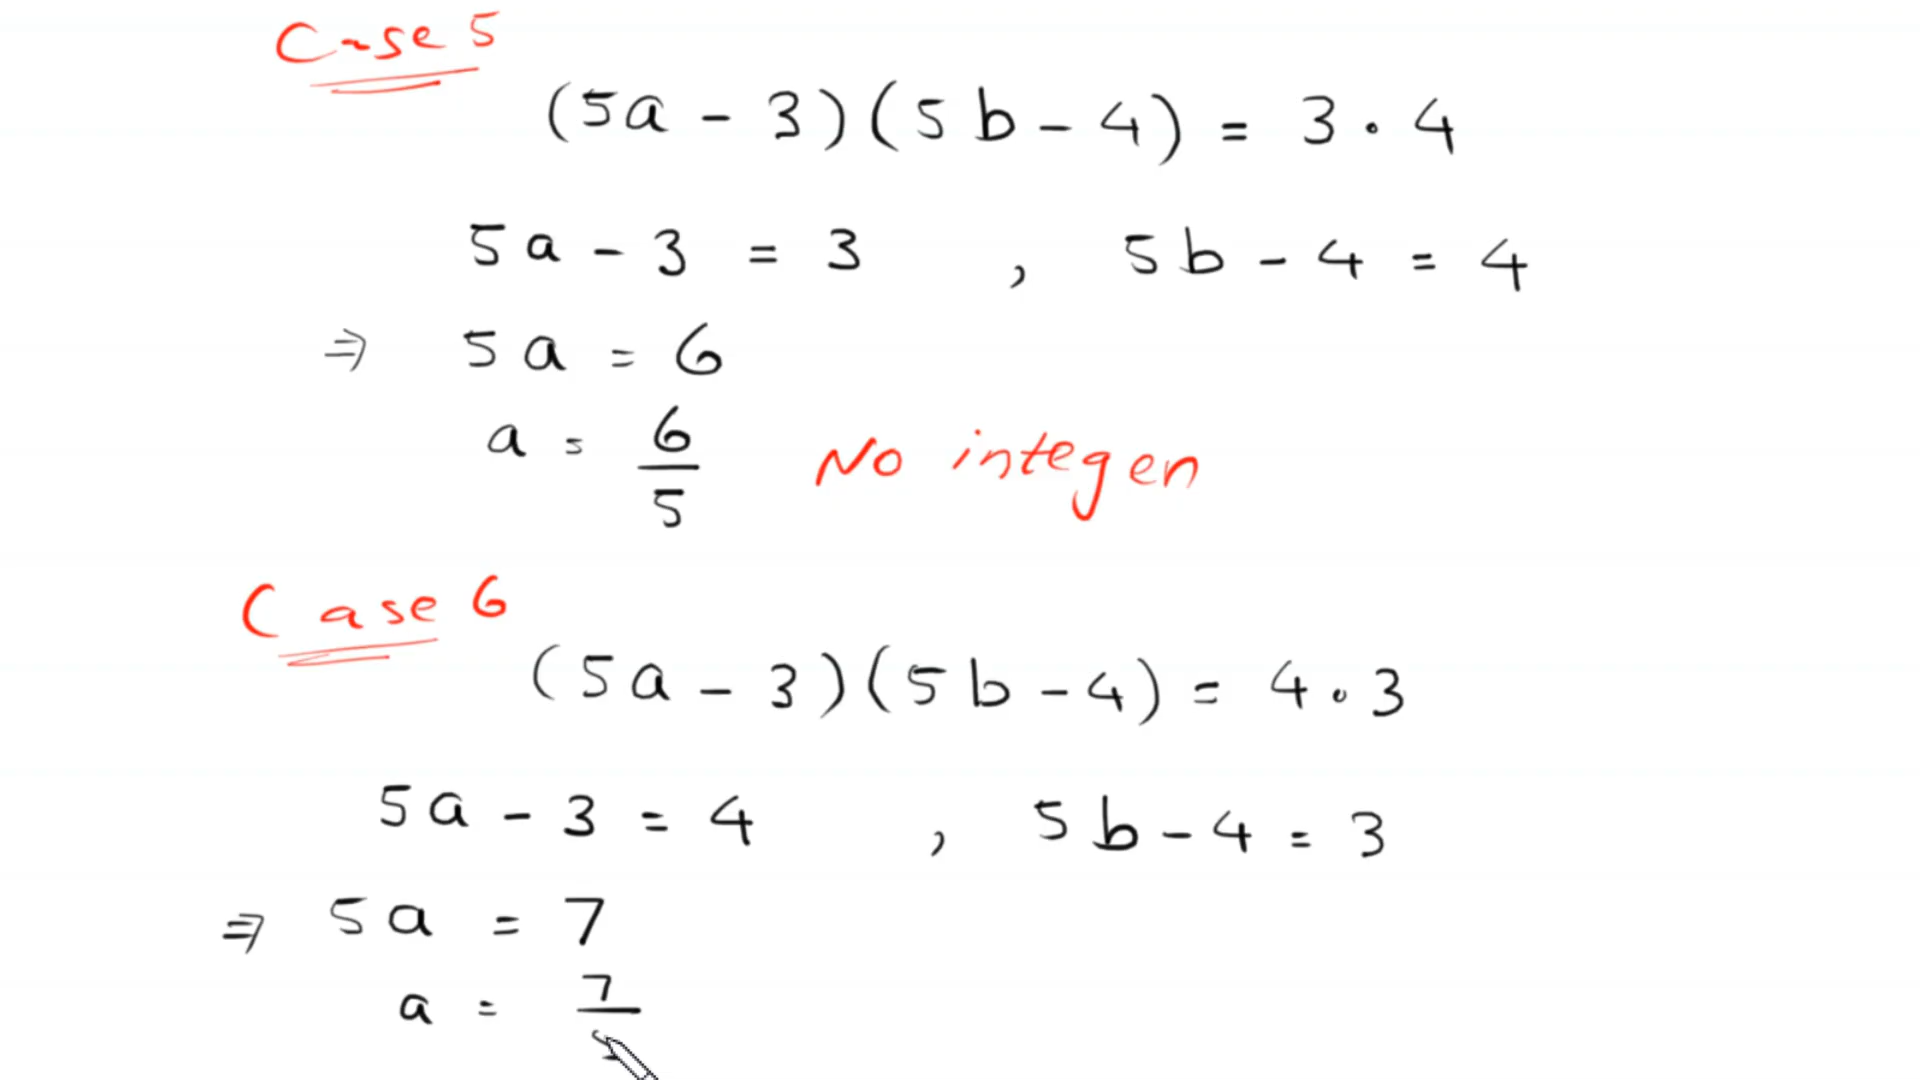 Case 5
(5a - 3)(5b - 4) = 3 · 4
5a - 3 = 3 , 5b - 4 = 4
⇒ 5a = 6
a = 6/5 No integer
Case 6
(5a - 3)(5b - 4) = 4 · 3
5a - 3 = 4 , 5b - 4 = 3
⇒ 5a = 7
a = 7/